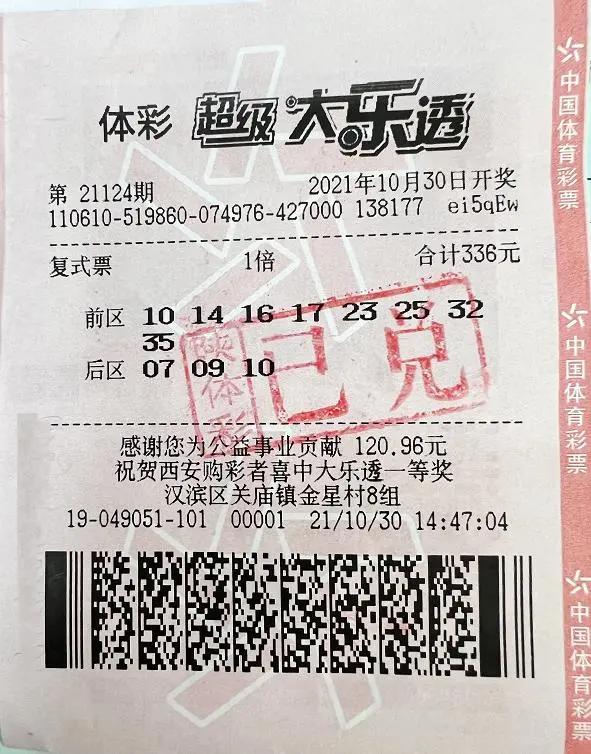 体彩 超级大乐透
第 21124期 2021年10月30日开奖
110610-519860-074976-427000 138177 ei5qEw
复式票 1倍 合计336元
前区 10 14 16 17 23 25 32
35
后区 07 09 10
陕体彩 已兑
感谢您为公益事业贡献 120.96元
祝贺西安购彩者喜中大乐透一等奖
汉滨区关庙镇金星村8组
19-049051-101 00001 21/10/30 14:47:04
中国体育彩票
中国体育彩票
中国体育彩票